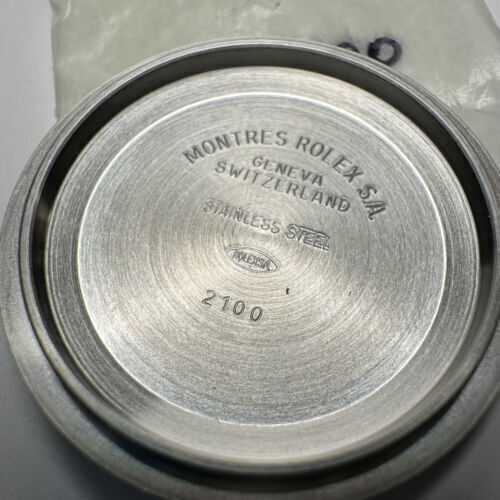 MONTRES ROLEX S/A.
GENEVA
SWITZERLAND
STAINLESS STEEL
2100